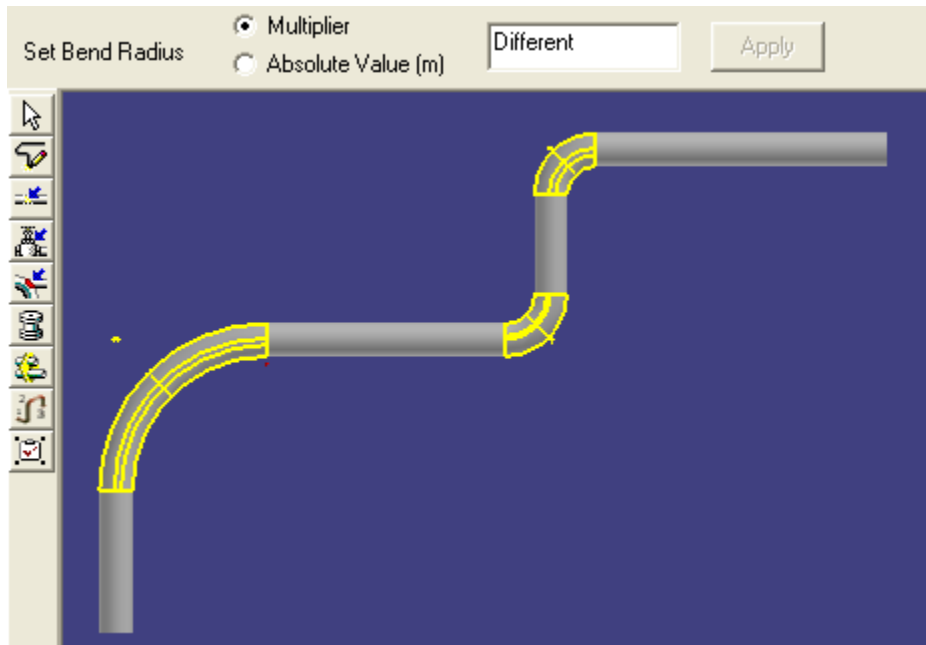 Multiplier
Set Bend Radius
Absolute Value (m)
Different
Apply